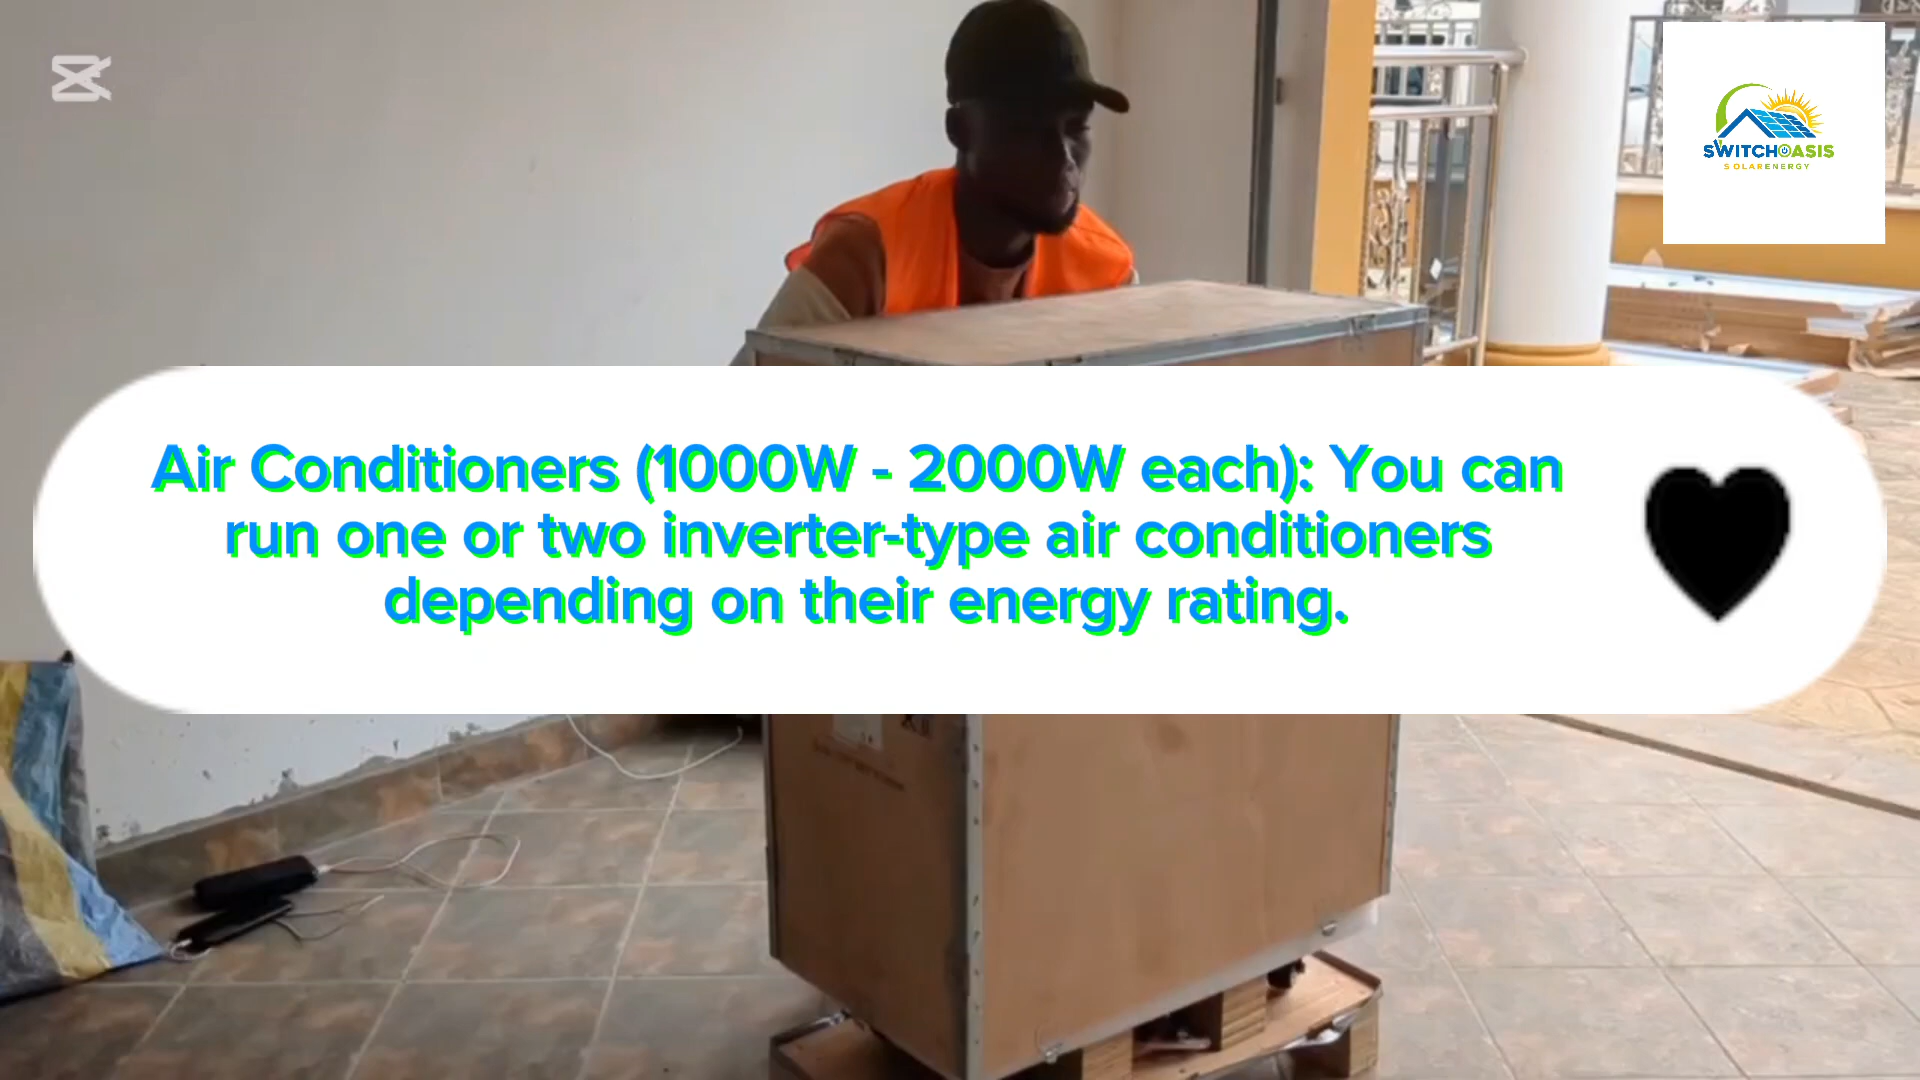 SWITCHOASIS
SOLARENERGY
Air Conditioners (1000W - 2000W each): You can
run one or two inverter-type air conditioners
depending on their energy rating.